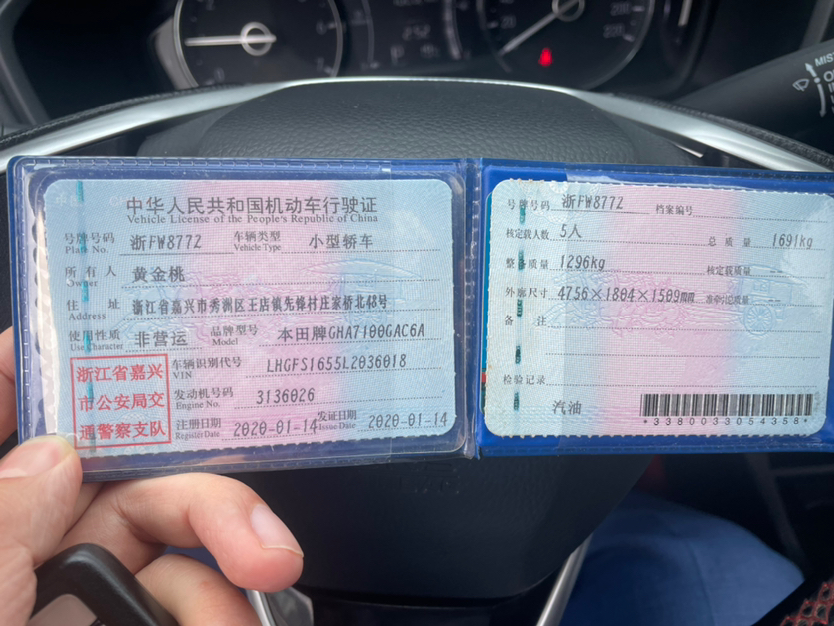 中华人民共和国机动车行驶证
Vehicle License of the People's Republic of China
号牌号码 浙FW8772 车辆类型 小型轿车
Plate No. Vehicle Type
所有人 黄金桃
Owner
住址 浙江省嘉兴市秀洲区王店镇先锋村庄家桥北48号
Address
使用性质 非营运 品牌型号 本田牌GHA7100GAC6A
Use Character Model
浙江省嘉兴
市公安局交
通警察支队
车辆识别代号 LHGFS1655L2036018
VIN
发动机号码 3136026
Engine No.
注册日期 2020-01-14 发证日期 2020-01-14
Register Date Issue Date
号牌号码 浙FW8772 档案编号
核定载人数 5人 总质量 1691kg
整备质量 1296kg 核定载质量
外廓尺寸 4756×1804×1509mm 准牵引总质量
备注
检验记录
汽油
*3380033054358*
MIS